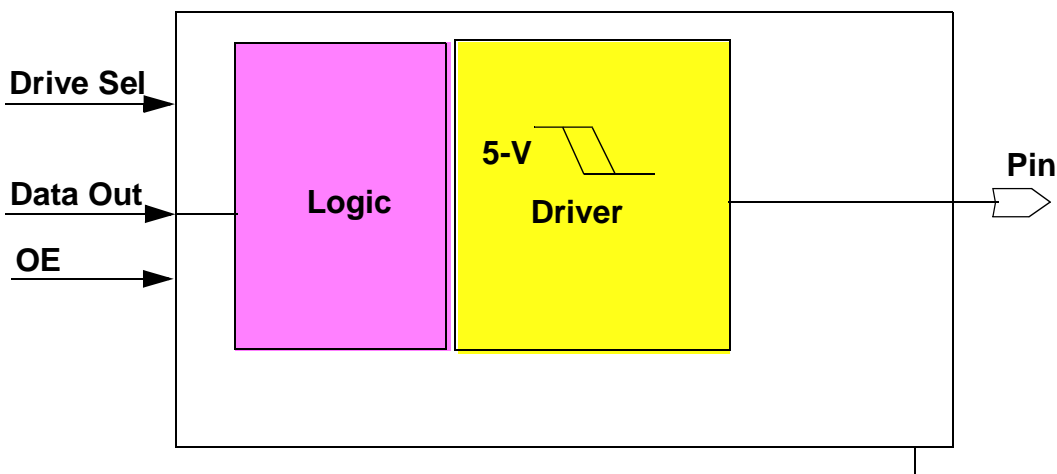 Drive Sel
Data Out
OE
Logic
5-V
Driver
Pin